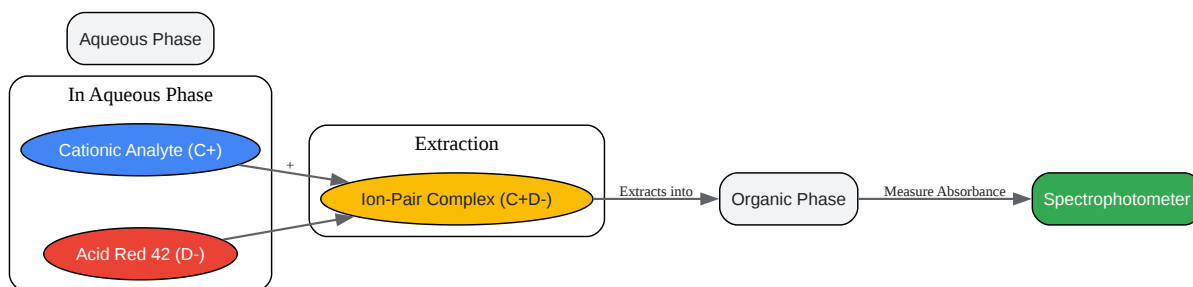 Aqueous Phase
In Aqueous Phase
Cationic Analyte (C+)
+
Acid Red 42 (D-)
Extraction
Ion-Pair Complex (C+D-)
Extracts into
Organic Phase
Measure Absorbance
Spectrophotometer